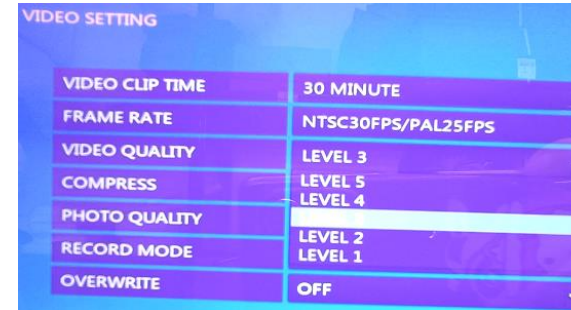 VIDEO SETTING
VIDEO CLIP TIME 30 MINUTE
FRAME RATE NTSC30FPS/PAL25FPS
VIDEO QUALITY LEVEL 3
COMPRESS LEVEL 5
LEVEL 4
PHOTO QUALITY
LEVEL 2
RECORD MODE LEVEL 1
OVERWRITE OFF